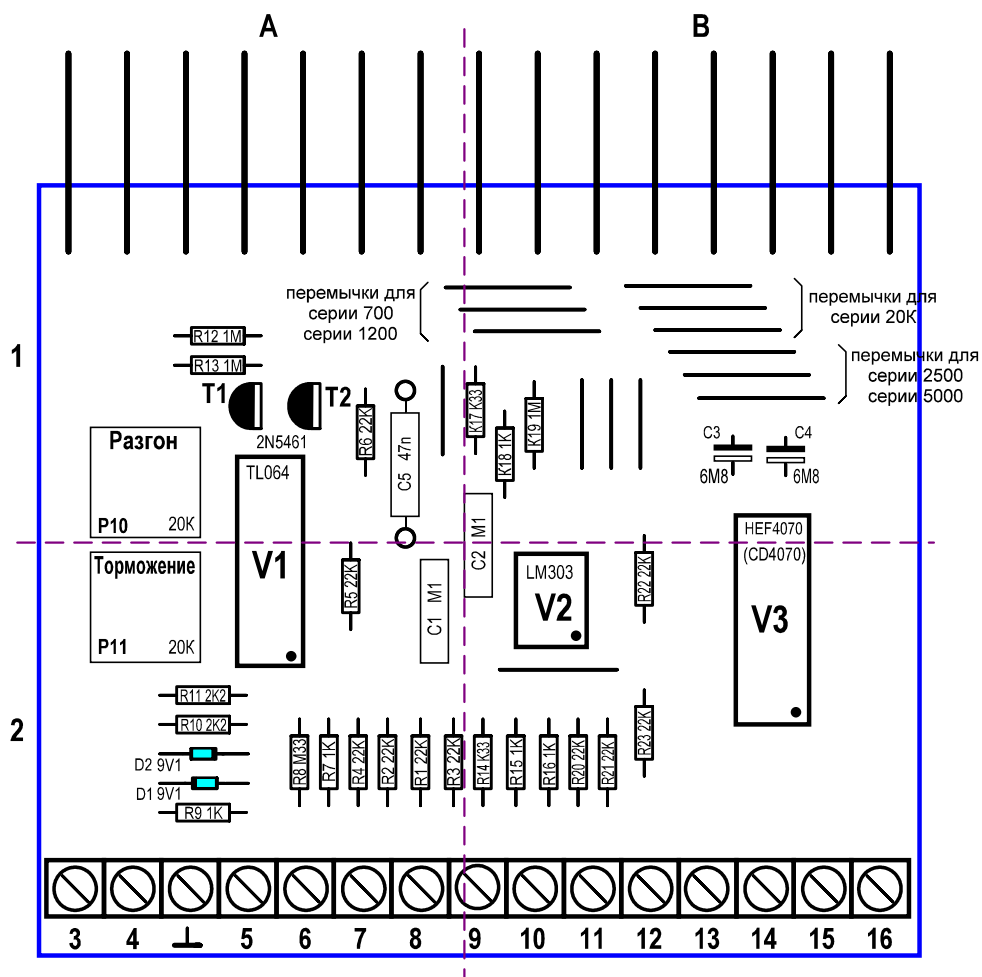 A
B
перемычки для
серии 700
серии 1200
перемычки для
серии 20К
1
R12 1M
R13 1M
перемычки для
серии 2500
серии 5000
T1
T2
2N5461
R6 22K
C5 47n
K17 K33
K18 1K
K19 1M
C3
6M8
C4
6M8
Разгон
P10
20K
TL064
V1
Торможение
P11
20K
R5 22K
C1 M1
C2 M1
LM303
V2
R22 22K
HEF4070
(CD4070)
V3
2
R11 2K2
R10 2K2
D2 9V1
D1 9V1
R9 1K
R8 M33
R7 1K
R4 22K
R2 22K
R1 22K
R3 22K
R14 K33
R15 1K
R16 1K
R20 22K
R21 22K
R23 22K
3 4 5 6 7 8 9 10 11 12 13 14 15 16